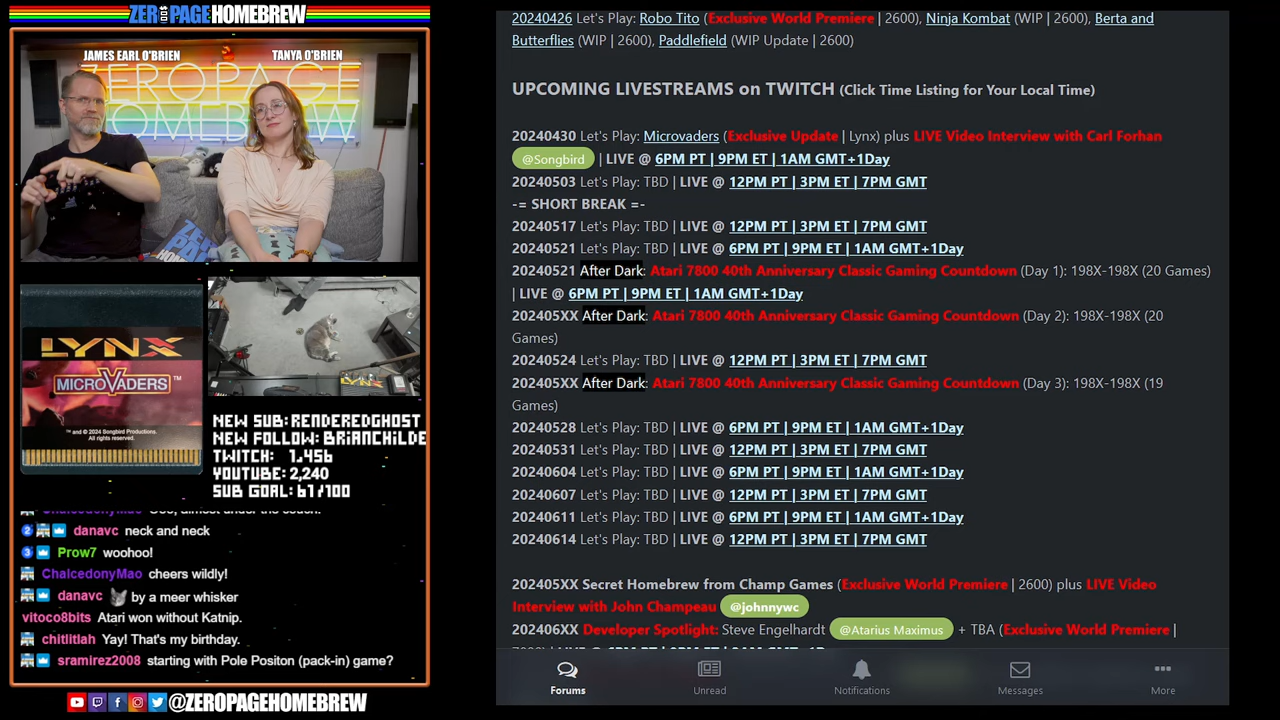 ZERO PAGE HOMEBREW
JAMES EARL O'BRIEN
TANYA O'BRIEN
ZEROPAGE
HOMEBREW
LYNX
MICROVADERS™
™ and © 2024 Songbird Productions.
All rights reserved.
NEW SUB:RENDEREDGHOST
NEW FOLLOW: BRIANCHILDE
TWITCH: 1,456
YOUTUBE: 2,240
SUB GOAL: 67/100
danavc neck and neck
Prow7 woohoo!
ChalcedonyMao cheers wildly!
danavc by a meer whisker
vitoco8bits Atari won without Katnip.
chitlitlah Yay! That's my birthday.
sramirez2008 starting with Pole Positon (pack-in) game?
@ZEROPAGEHOMEBREW
20240426 Let's Play: Robo Tito (Exclusive World Premiere | 2600), Ninja Kombat (WIP | 2600), Berta and
Butterflies (WIP | 2600), Paddlefield (WIP Update | 2600)
UPCOMING LIVESTREAMS on TWITCH (Click Time Listing for Your Local Time)
20240430 Let's Play: Microvaders (Exclusive Update | Lynx) plus LIVE Video Interview with Carl Forhan
@Songbird | LIVE @ 6PM PT | 9PM ET | 1AM GMT+1Day
20240503 Let's Play: TBD | LIVE @ 12PM PT | 3PM ET | 7PM GMT
-= SHORT BREAK =-
20240517 Let's Play: TBD | LIVE @ 12PM PT | 3PM ET | 7PM GMT
20240521 Let's Play: TBD | LIVE @ 6PM PT | 9PM ET | 1AM GMT+1Day
20240521 After Dark: Atari 7800 40th Anniversary Classic Gaming Countdown (Day 1): 198X-198X (20 Games)
| LIVE @ 6PM PT | 9PM ET | 1AM GMT+1Day
202405XX After Dark: Atari 7800 40th Anniversary Classic Gaming Countdown (Day 2): 198X-198X (20
Games)
20240524 Let's Play: TBD | LIVE @ 12PM PT | 3PM ET | 7PM GMT
202405XX After Dark: Atari 7800 40th Anniversary Classic Gaming Countdown (Day 3): 198X-198X (19
Games)
20240528 Let's Play: TBD | LIVE @ 6PM PT | 9PM ET | 1AM GMT+1Day
20240531 Let's Play: TBD | LIVE @ 12PM PT | 3PM ET | 7PM GMT
20240604 Let's Play: TBD | LIVE @ 6PM PT | 9PM ET | 1AM GMT+1Day
20240607 Let's Play: TBD | LIVE @ 12PM PT | 3PM ET | 7PM GMT
20240611 Let's Play: TBD | LIVE @ 6PM PT | 9PM ET | 1AM GMT+1Day
20240614 Let's Play: TBD | LIVE @ 12PM PT | 3PM ET | 7PM GMT
202405XX Secret Homebrew from Champ Games (Exclusive World Premiere | 2600) plus LIVE Video
Interview with John Champeau @johnnywc
202406XX Developer Spotlight: Steve Engelhardt @Atarius Maximus + TBA (Exclusive World Premiere |
Forums
Unread
Notifications
Messages
More